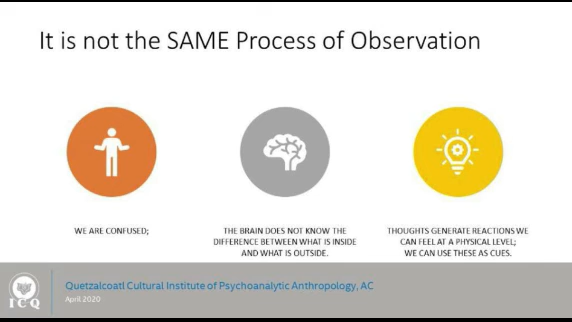 It is not the SAME Process of Observation
WE ARE CONFUSED;
THE BRAIN DOES NOT KNOW THE
DIFFERENCE BETWEEN WHAT IS INSIDE
AND WHAT IS OUTSIDE.
THOUGHTS GENERATE REACTIONS WE
CAN FEEL AT A PHYSICAL LEVEL;
WE CAN USE THESE AS CUES.
ICQ
Quetzalcoatl Cultural Institute of Psychoanalytic Anthropology, AC
April 2020